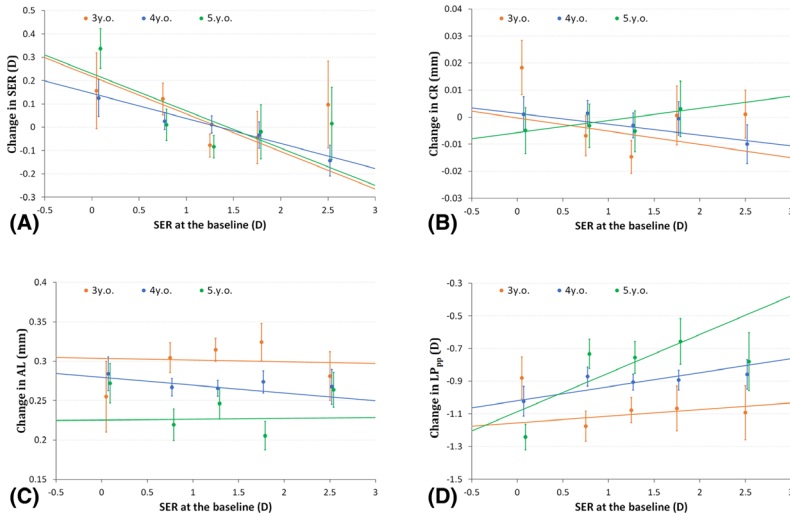 3y.o. 4y.o. 5.y.o.
Change in SER (D)
0.5
0.4
0.3
0.2
0.1
0
-0.1
-0.2
-0.3
-0.5 0 0.5 1 1.5 2 2.5 3
(A) SER at the baseline (D)
3y.o. 4y.o. 5.y.o.
Change in CR (mm)
0.04
0.03
0.02
0.01
0
-0.01
-0.02
-0.03
-0.5 0 0.5 1 1.5 2 2.5 3
(B) SER at the baseline (D)
3y.o. 4y.o. 5.y.o.
Change in AL (mm)
0.4
0.35
0.3
0.25
0.2
0.15
-0.5 0 0.5 1 1.5 2 2.5 3
(C) SER at the baseline (D)
3y.o. 4y.o. 5.y.o.
Change in LPpp (D)
-0.3
-0.5
-0.7
-0.9
-1.1
-1.3
-1.5
-0.5 0 0.5 1 1.5 2 2.5 3
(D) SER at the baseline (D)